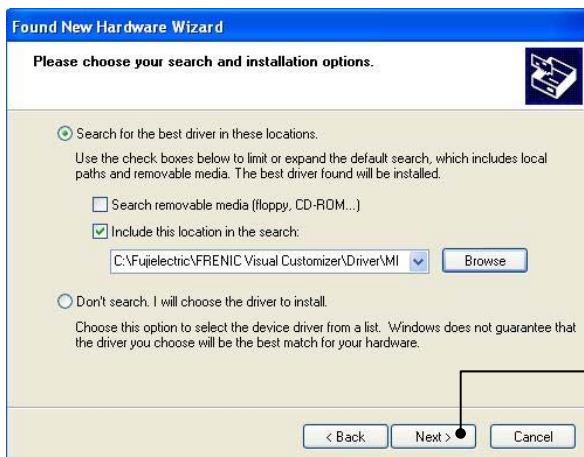 Found New Hardware Wizard
Please choose your search and installation options.
Search for the best driver in these locations.
Use the check boxes below to limit or expand the default search, which includes local
paths and removable media. The best driver found will be installed.
Search removable media (floppy, CD-ROM...)
Include this location in the search:
C:\Fujielectric\FRENIC Visual Customizer\Driver\MI
Browse
Don't search. I will choose the driver to install.
Choose this option to select the device driver from a list. Windows does not guarantee that
the driver you choose will be the best match for your hardware.
< Back Next > Cancel